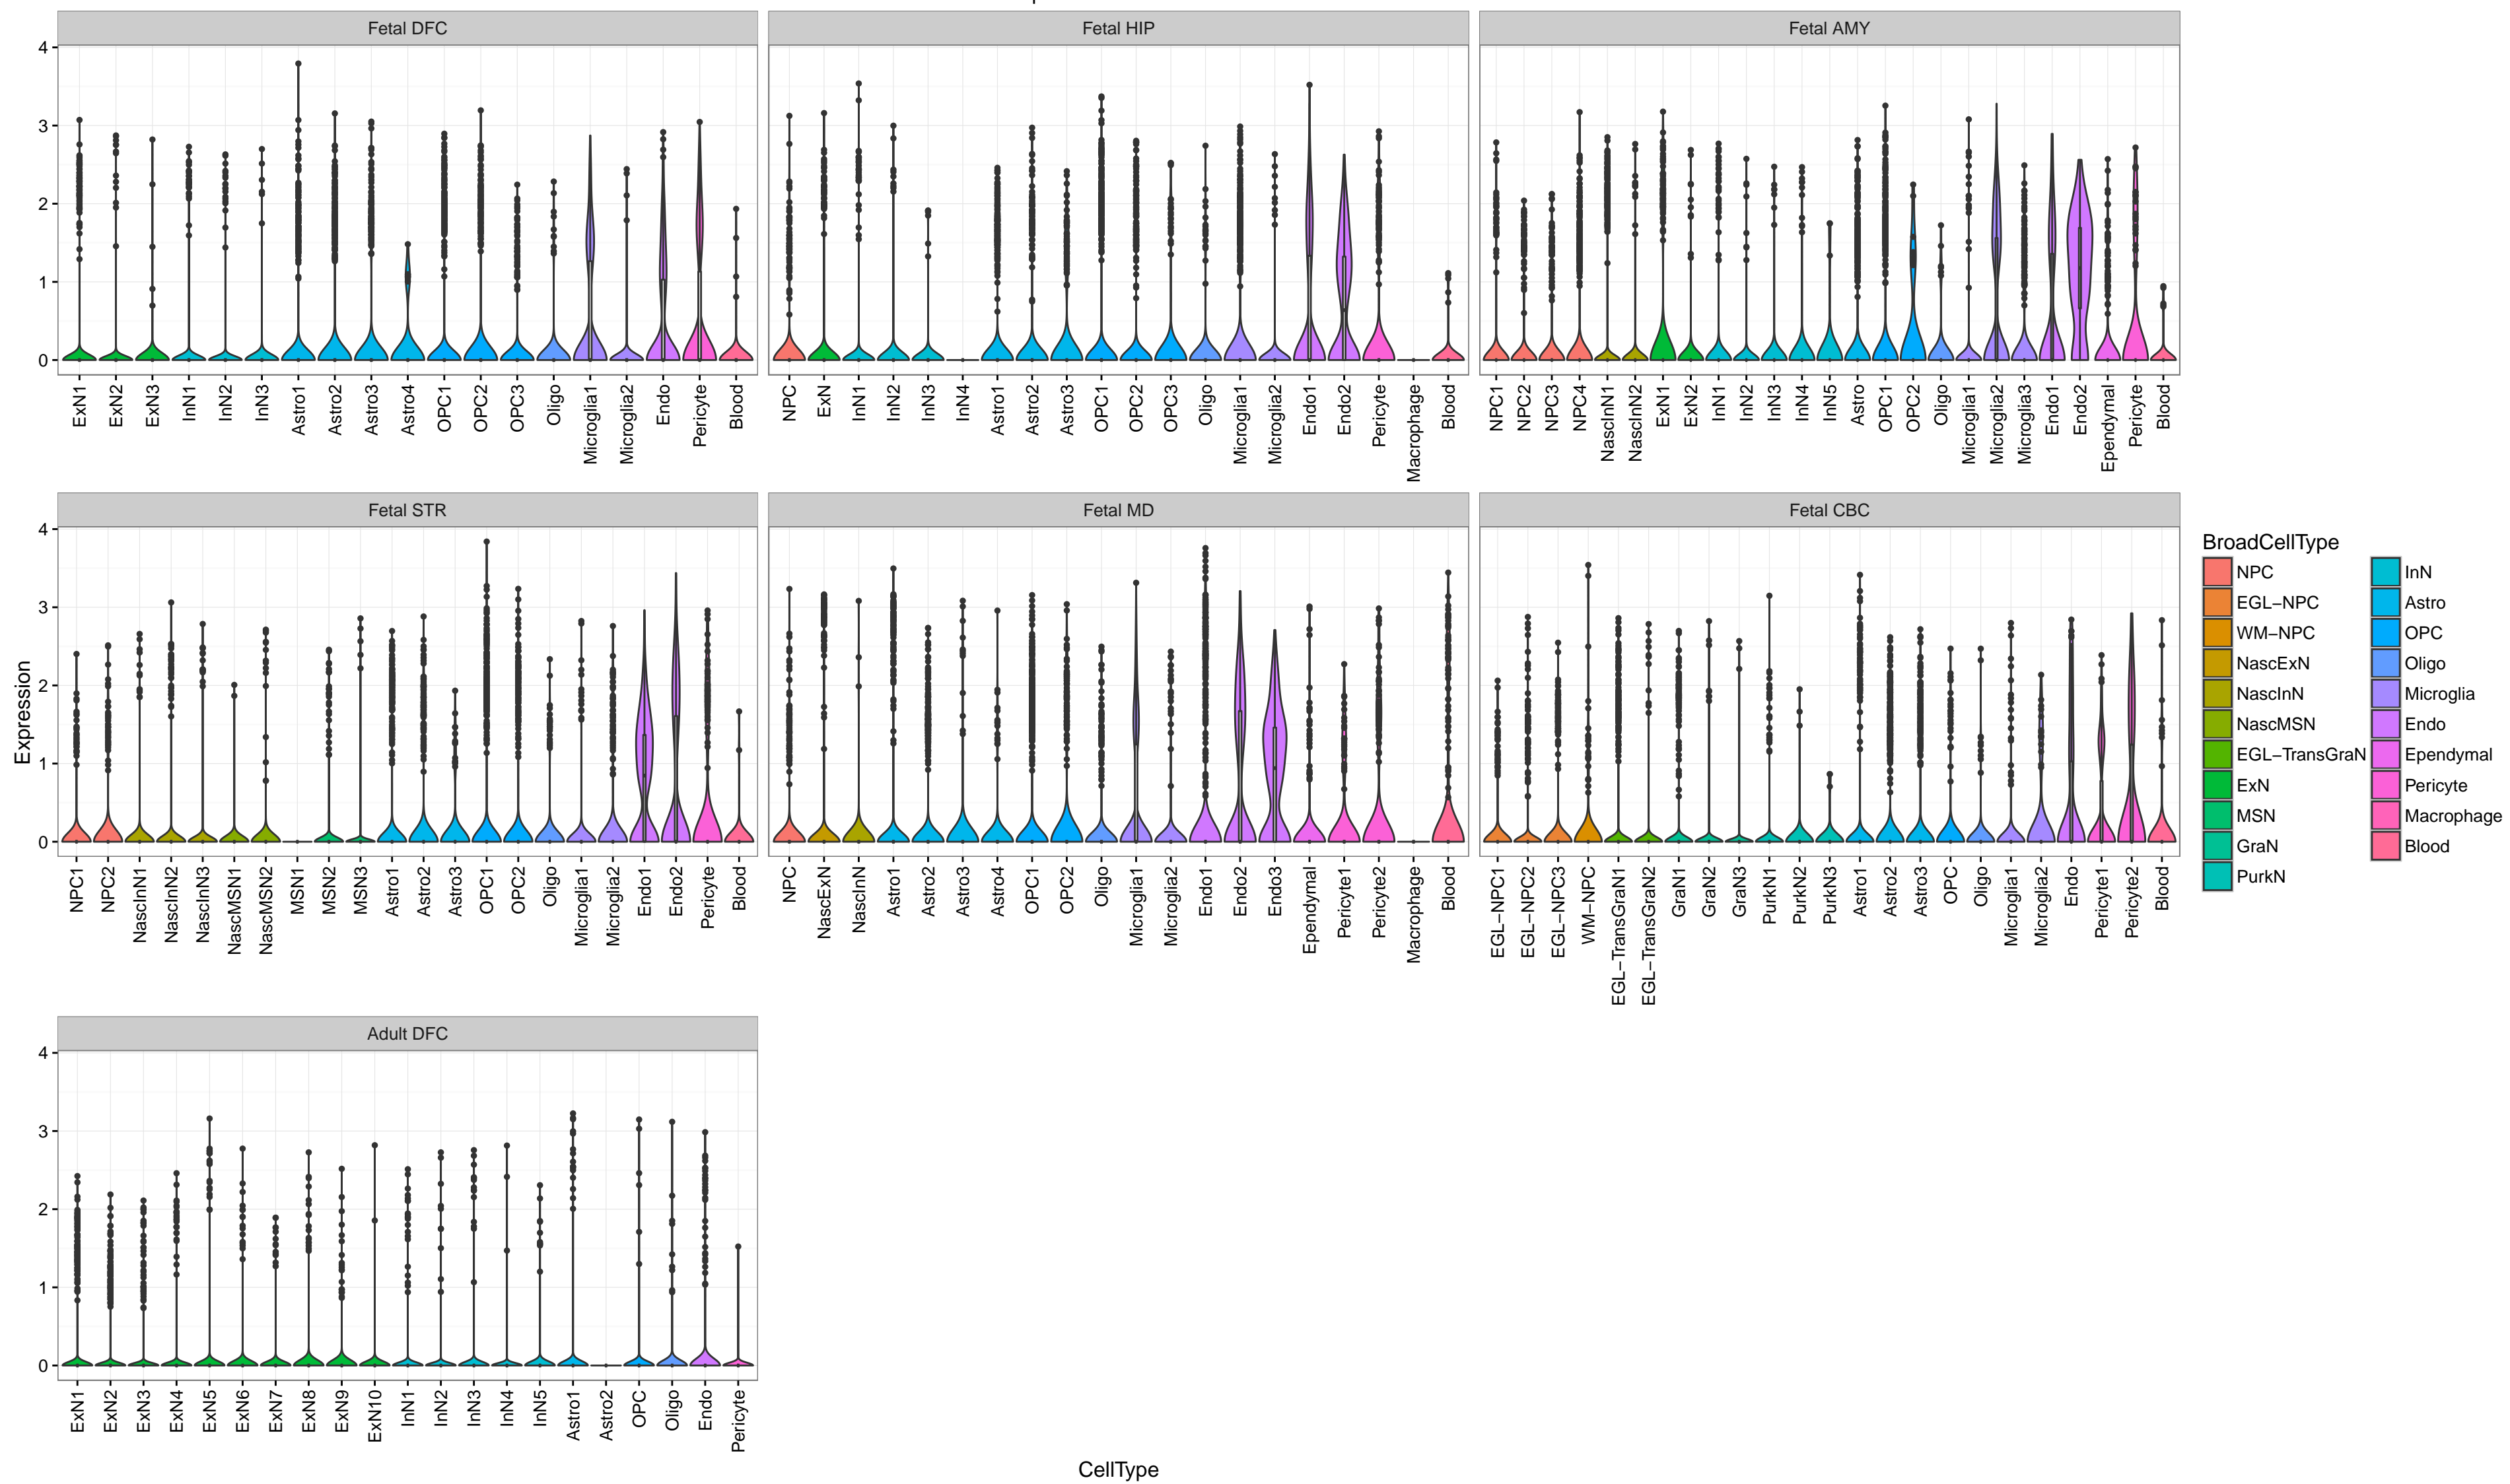 Fetal DFC Fetal HIP Fetal AMY
4
3
2
1
0
ExN1 ExN2 ExN3 InN1 InN2 InN3 Astro1 Astro2 Astro3 Astro4 OPC1 OPC2 OPC3 Oligo Microglia1 Microglia2 Endo Pericyte Blood
NPC ExN InN1 InN2 InN3 InN4 Astro1 Astro2 Astro3 OPC1 OPC2 OPC3 Oligo Microglia1 Microglia2 Endo1 Endo2 Pericyte Macrophage Blood
NPC1 NPC2 NPC3 NPC4 NascInN1 NascInN2 ExN1 ExN2 InN1 InN2 InN3 InN4 InN5 Astro OPC1 OPC2 Oligo Microglia1 Microglia2 Microglia3 Endo1 Endo2 Ependymal Pericyte Blood
Fetal STR Fetal MD Fetal CBC
4
3
2
1
0
Expression
NPC1 NPC2 NascInN1 NascInN2 NascInN3 NascMSN1 NascMSN2 MSN1 MSN2 MSN3 Astro1 Astro2 Astro3 OPC1 OPC2 Oligo Microglia1 Microglia2 Endo1 Endo2 Pericyte Blood
NPC NascExN NascInN Astro1 Astro2 Astro3 Astro4 OPC1 OPC2 Oligo Microglia1 Microglia2 Endo1 Endo2 Endo3 Ependymal Pericyte1 Pericyte2 Macrophage Blood
EGL−NPC1 EGL−NPC2 EGL−NPC3 WM−NPC EGL−TransGraN1 EGL−TransGraN2 GraN1 GraN2 GraN3 PurkN1 PurkN2 PurkN3 Astro1 Astro2 Astro3 OPC Oligo Microglia1 Microglia2 Endo Pericyte1 Pericyte2 Blood
BroadCellType
NPC InN
EGL−NPC Astro
WM−NPC OPC
NascExN Oligo
NascInN Microglia
NascMSN Endo
EGL−TransGraN Ependymal
ExN Pericyte
MSN Macrophage
GraN Blood
PurkN
Adult DFC
4
3
2
1
0
ExN1 ExN2 ExN3 ExN4 ExN5 ExN6 ExN7 ExN8 ExN9 ExN10 InN1 InN2 InN3 InN4 InN5 Astro1 Astro2 OPC Oligo Endo Pericyte
CellType